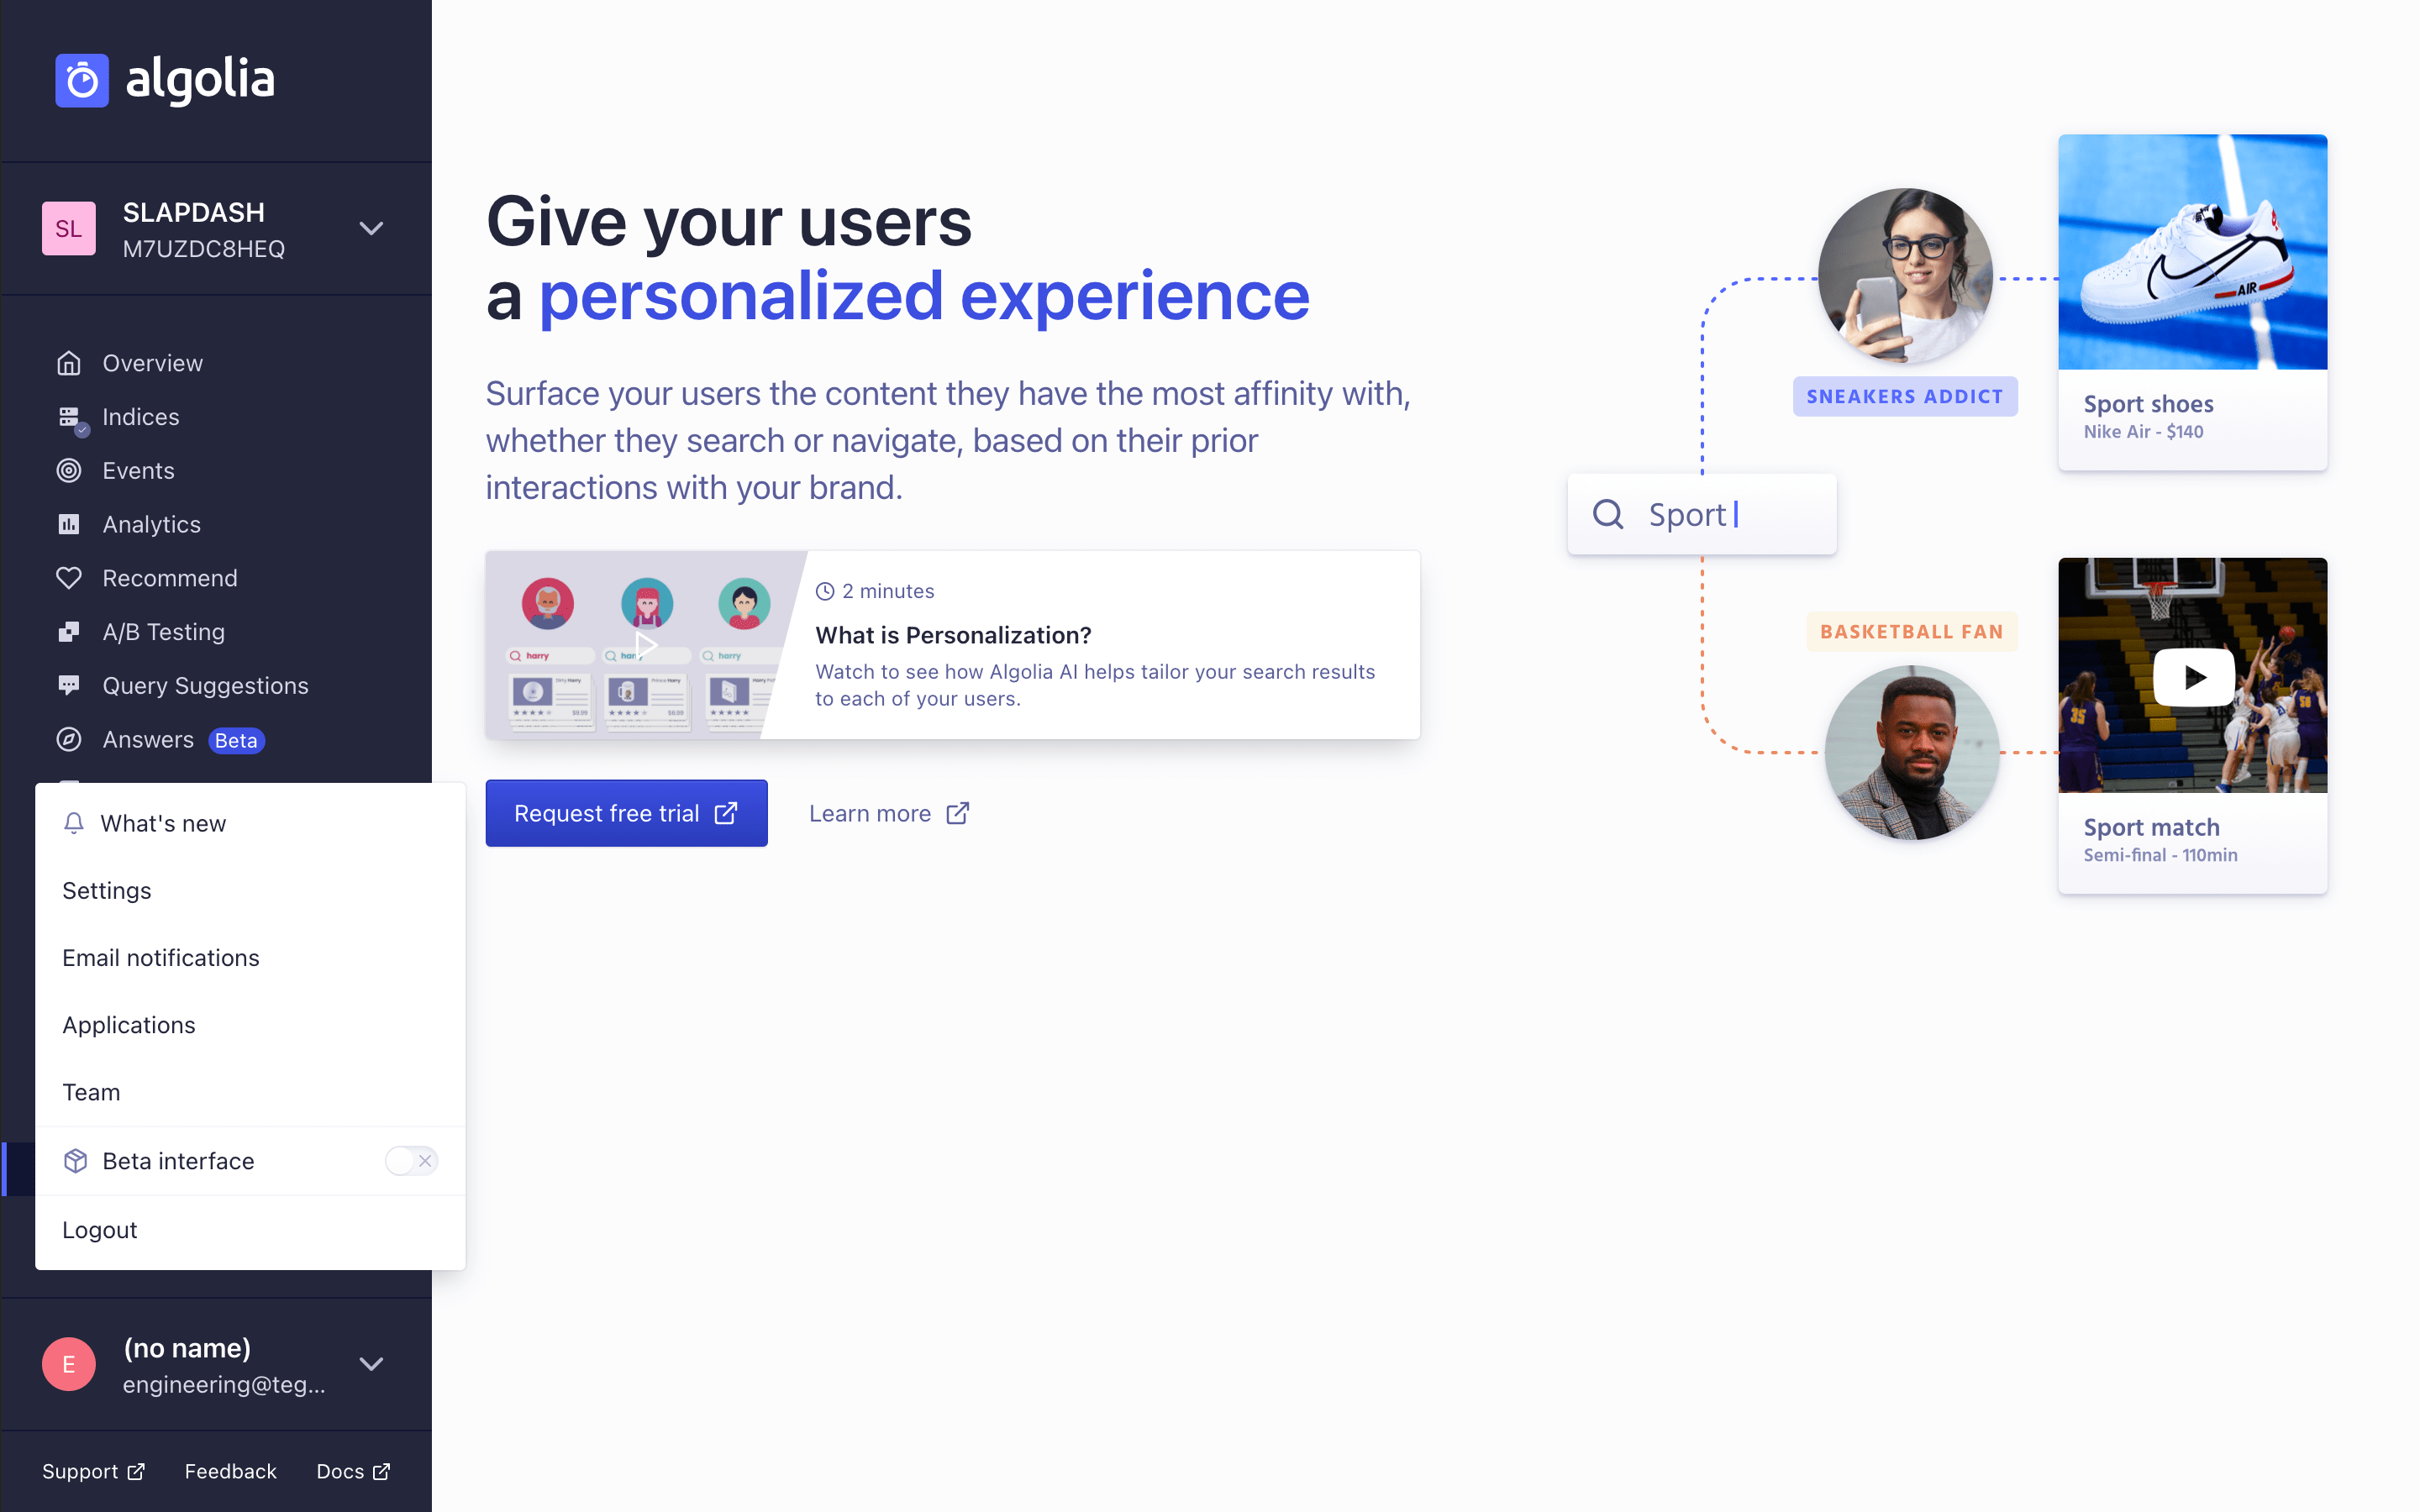 algolia
SL
SLAPDASH
M7UZDC8HEQ
Overview
Indices
Events
Analytics
Recommend
A/B Testing
Query Suggestions
Answers Beta
What's new
Settings
Email notifications
Applications
Team
Beta interface
Logout
E
(no name)
engineering@teg...
Support
Feedback
Docs
Give your users
a personalized experience
Surface your users the content they have the most affinity with,
whether they search or navigate, based on their prior
interactions with your brand.
harry
harry
harry
2 minutes
What is Personalization?
Watch to see how Algolia AI helps tailor your search results
to each of your users.
Request free trial
Learn more
SNEAKERS ADDICT
AIR
Sport shoes
Nike Air - $140
Sport
BASKETBALL FAN
35
Sport match
Semi-final - 110min